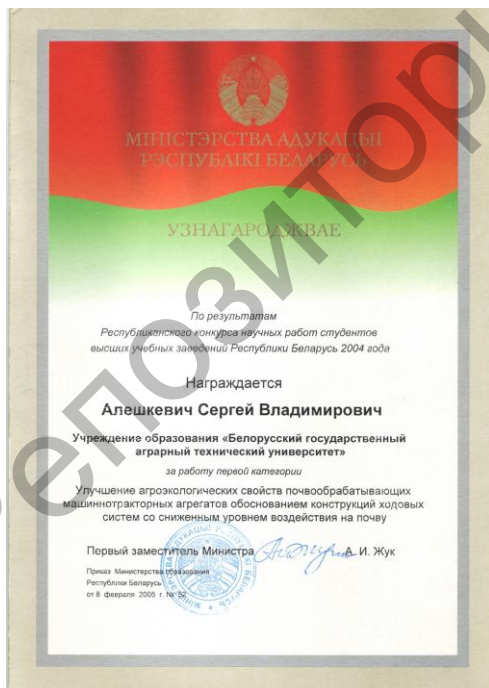 МІНІСТЭРСТВА АДУКАЦЫІ
РЭСПУБЛІКІ БЕЛАРУСЬ
УЗНАГАРОДЖВАЕ
По результатам
Республиканского конкурса научных работ студентов
высших учебных заведений Республики Беларусь 2004 года
Награждается
Алешкевич Сергей Владимирович
Учреждение образования «Белорусский государственный
аграрный технический университет»
за работу первой категории
Улучшение агроэкологических свойств почвообрабатывающих
машиннотракторных агрегатов обоснованием конструкций ходовых
систем со сниженным уровнем воздействия на почву
Первый заместитель Министра А. И. Жук
Приказ Министерства образования
Республики Беларусь
от 8 февраля 2005 г. № 52
епозитори